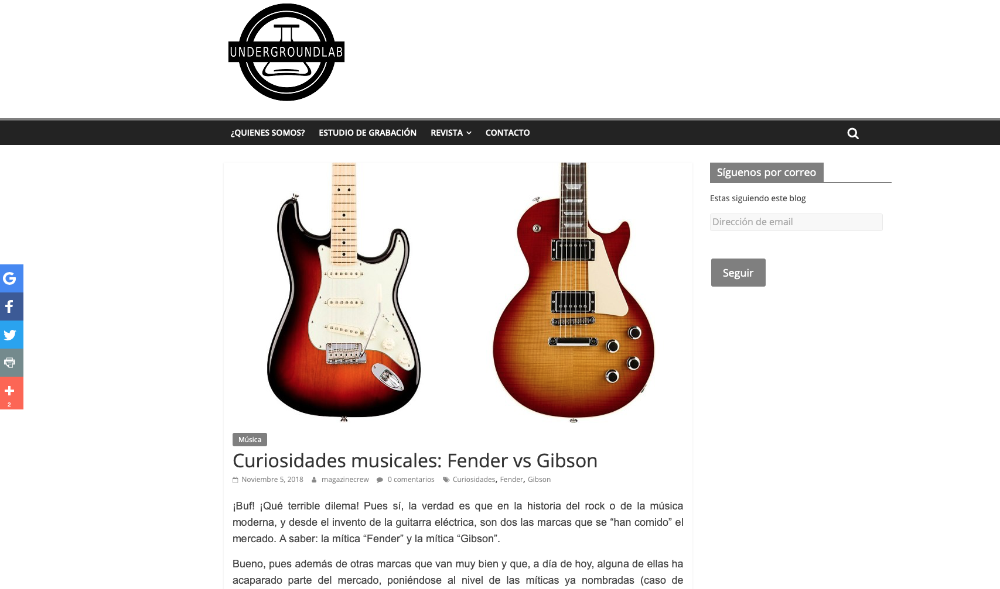 UNDERGROUNDLAB
¿QUIENES SOMOS?
ESTUDIO DE GRABACIÓN
REVISTA
CONTACTO
Síguenos por correo
Estas siguiendo este blog
Dirección de email
Seguir
2
Música
Curiosidades musicales: Fender vs Gibson
Noviembre 5, 2018 magazinecrew 0 comentarios Curiosidades, Fender, Gibson
¡Buf! ¡Qué terrible dilema! Pues sí, la verdad es que en la historia del rock o de la música
moderna, y desde el invento de la guitarra eléctrica, son dos las marcas que se “han comido” el
mercado. A saber: la mítica “Fender” y la mítica “Gibson”.
Bueno, pues además de otras marcas que van muy bien y que, a día de hoy, alguna de ellas ha
acaparado parte del mercado, poniéndose al nivel de las míticas ya nombradas (caso de